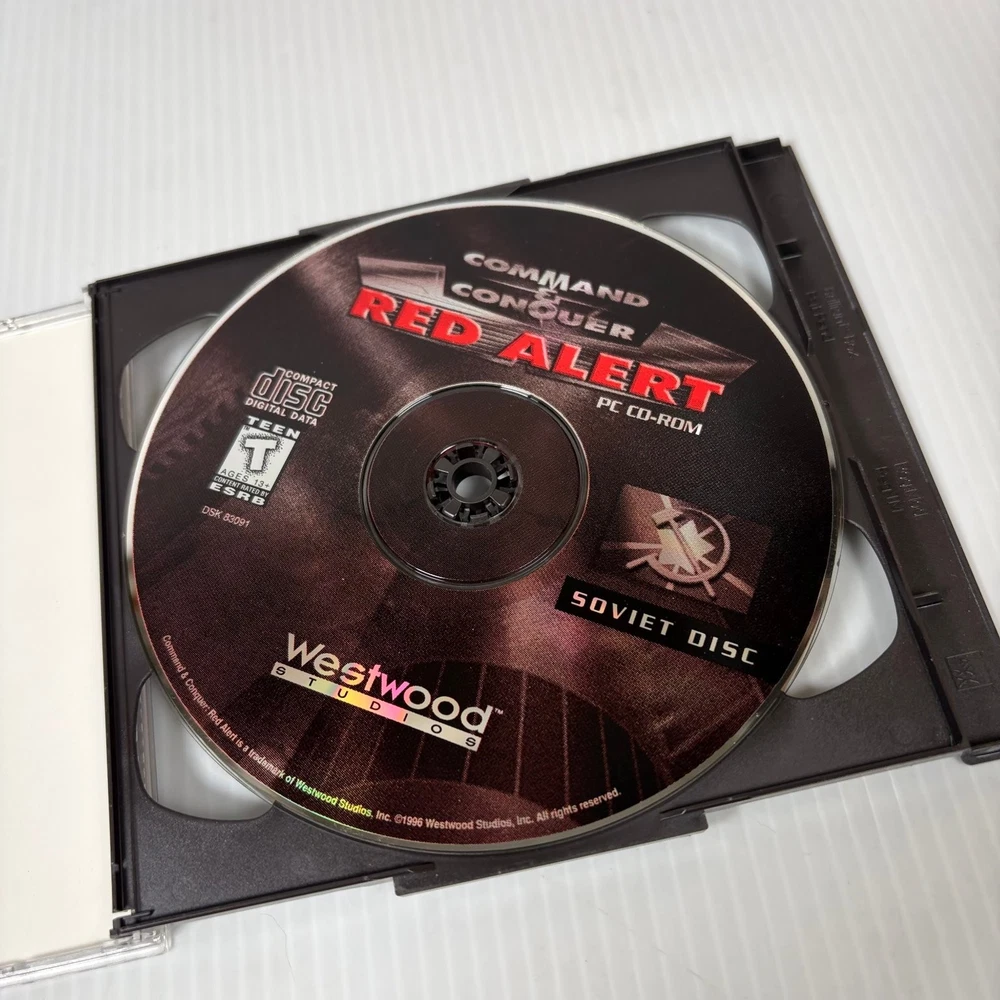 COMMAND
&
CONQUER
RED ALERT
PC CD-ROM
COMPACT
disc
DIGITAL DATA
TEEN
T
AGES 13+
CONTENT RATED BY
ESRB
DSK 83091
SOVIET DISC
Westwood™
STUDIOS
Command & Conquer: Red Alert is a trademark of Westwood Studios, Inc. ©1996 Westwood Studios, Inc. All rights reserved.